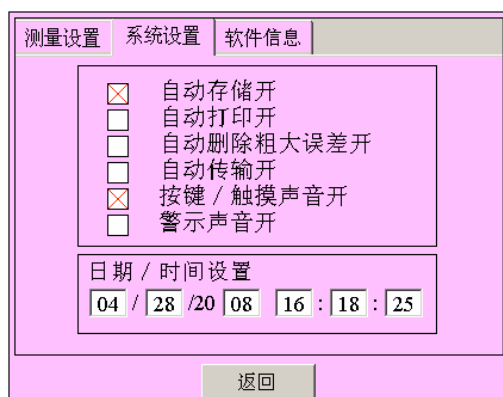 测量设置 系统设置 软件信息
自动存储开
自动打印开
自动删除粗大误差开
自动传输开
按键 / 触摸声音开
警示声音开
日期 / 时间设置
04 / 28 /20 08 16 : 18 : 25
返回